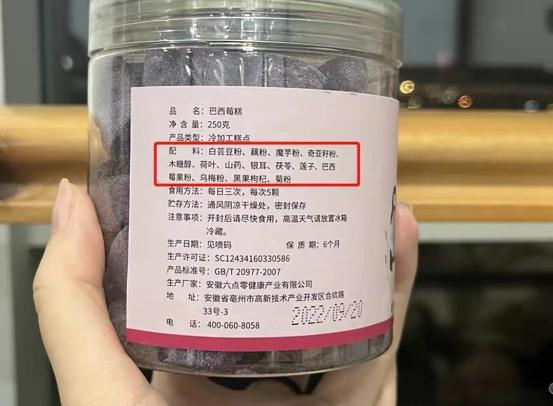 品　名：巴西莓糕
净 含 量：250克
产品类型：冷加工糕点
配　料：白芸豆粉、藕粉、魔芋粉、奇亚籽粉、
木糖醇、荷叶、山药、银耳、茯苓、莲子、巴西
莓果粉、乌梅粉、黑果枸杞、菊粉
食用方法：每日三次，每次5颗
贮存方法：通风阴凉干燥处，密封保存
注意事项：开封后请尽快食用，高温天气请放置冰箱
冷藏。
生产日期：见喷码　保 质 期：6个月
生产许可证：SC12434160330586
产品标准号：GB/T 20977-2007
生产厂家：安徽六点零健康产业有限公司
地　址：安徽省亳州市高新技术产业开发区合欢路
33号-3
2022/09/20
电　话：400-060-8058